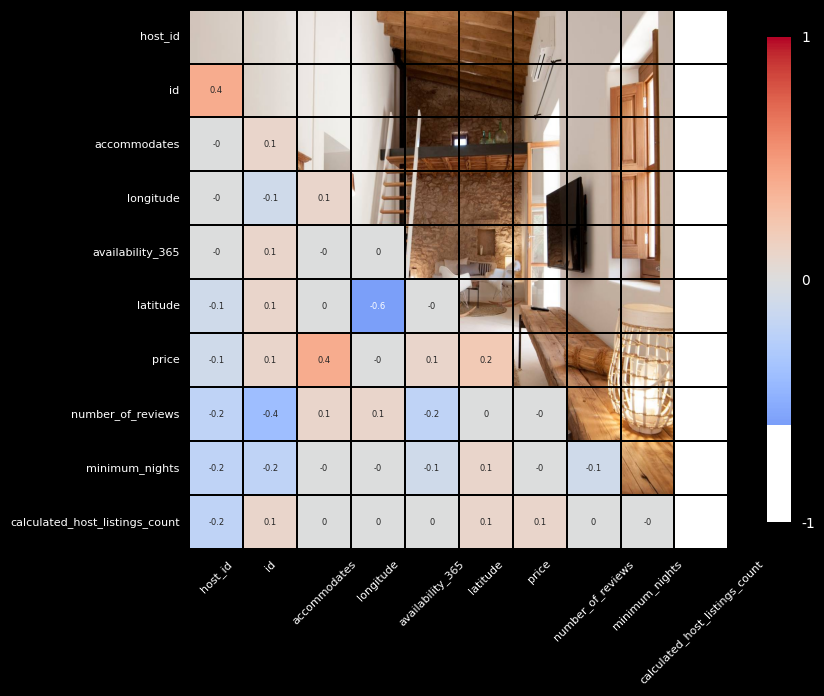 host_id
id 0.4
accommodates -0 0.1
longitude -0 -0.1 0.1
availability_365 -0 0.1 -0 0
latitude -0.1 0.1 0 -0.6 -0
price -0.1 0.1 0.4 -0 0.1 0.2
number_of_reviews -0.2 -0.4 0.1 0.1 -0.2 0 -0
minimum_nights -0.2 -0.2 -0 -0 -0.1 0.1 -0 -0.1
calculated_host_listings_count -0.2 0.1 0 0 0 0.1 0.1 0 -0
host_id id accommodates longitude availability_365 latitude price number_of_reviews minimum_nights calculated_host_listings_count
1
0
-1